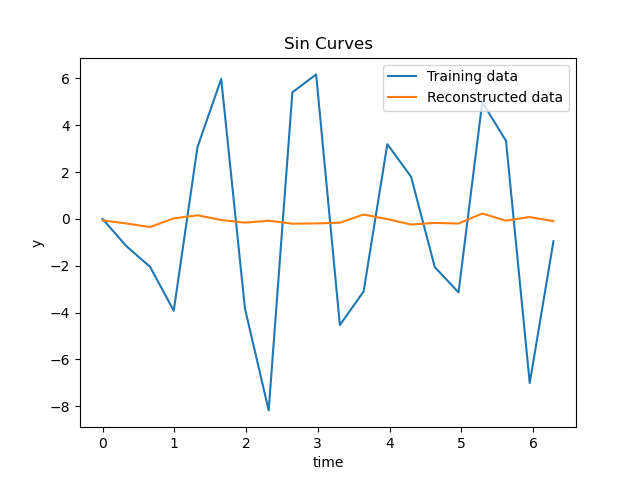 Sin Curves
Training data
Reconstructed data
6
4
2
0
−2
−4
−6
−8
y
0 1 2 3 4 5 6
time